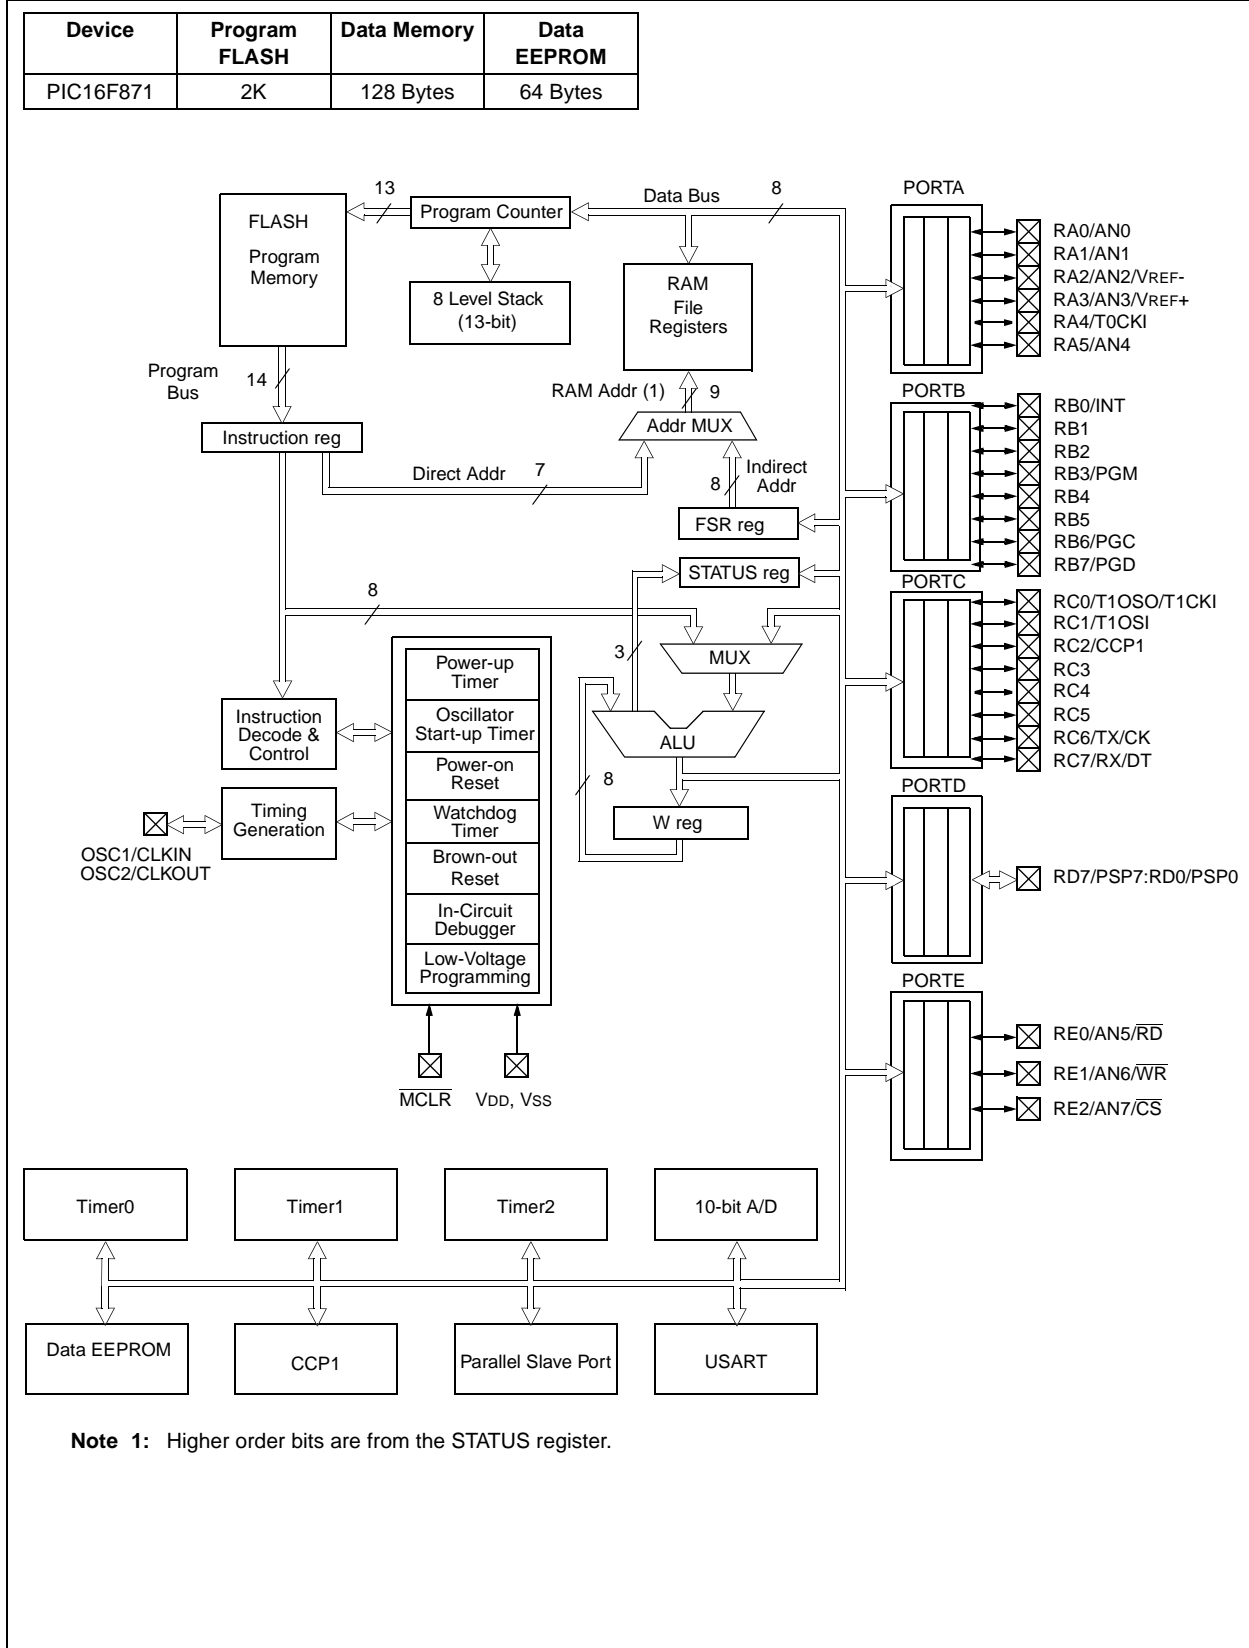 Device Program FLASH Data Memory Data EEPROM
PIC16F871 2K 128 Bytes 64 Bytes
FLASH
Program
Memory
13
Program Counter
8 Level Stack
(13-bit)
Data Bus
8
RAM
File
Registers
Program
Bus
14
Instruction reg
RAM Addr (1)
9
Addr MUX
Direct Addr
7
8
Indirect
Addr
FSR reg
STATUS reg
8
3
MUX
ALU
8
W reg
Power-up
Timer
Oscillator
Start-up Timer
Power-on
Reset
Watchdog
Timer
Brown-out
Reset
In-Circuit
Debugger
Low-Voltage
Programming
Instruction
Decode &
Control
Timing
Generation
OSC1/CLKIN
OSC2/CLKOUT
MCLR
VDD, VSS
PORTA
RA0/AN0
RA1/AN1
RA2/AN2/VREF-
RA3/AN3/VREF+
RA4/T0CKI
RA5/AN4
PORTB
RB0/INT
RB1
RB2
RB3/PGM
RB4
RB5
RB6/PGC
RB7/PGD
PORTC
RC0/T1OSO/T1CKI
RC1/T1OSI
RC2/CCP1
RC3
RC4
RC5
RC6/TX/CK
RC7/RX/DT
PORTD
RD7/PSP7:RD0/PSP0
PORTE
RE0/AN5/RD
RE1/AN6/WR
RE2/AN7/CS
Timer0
Timer1
Timer2
10-bit A/D
Data EEPROM
CCP1
Parallel Slave Port
USART
Note 1: Higher order bits are from the STATUS register.